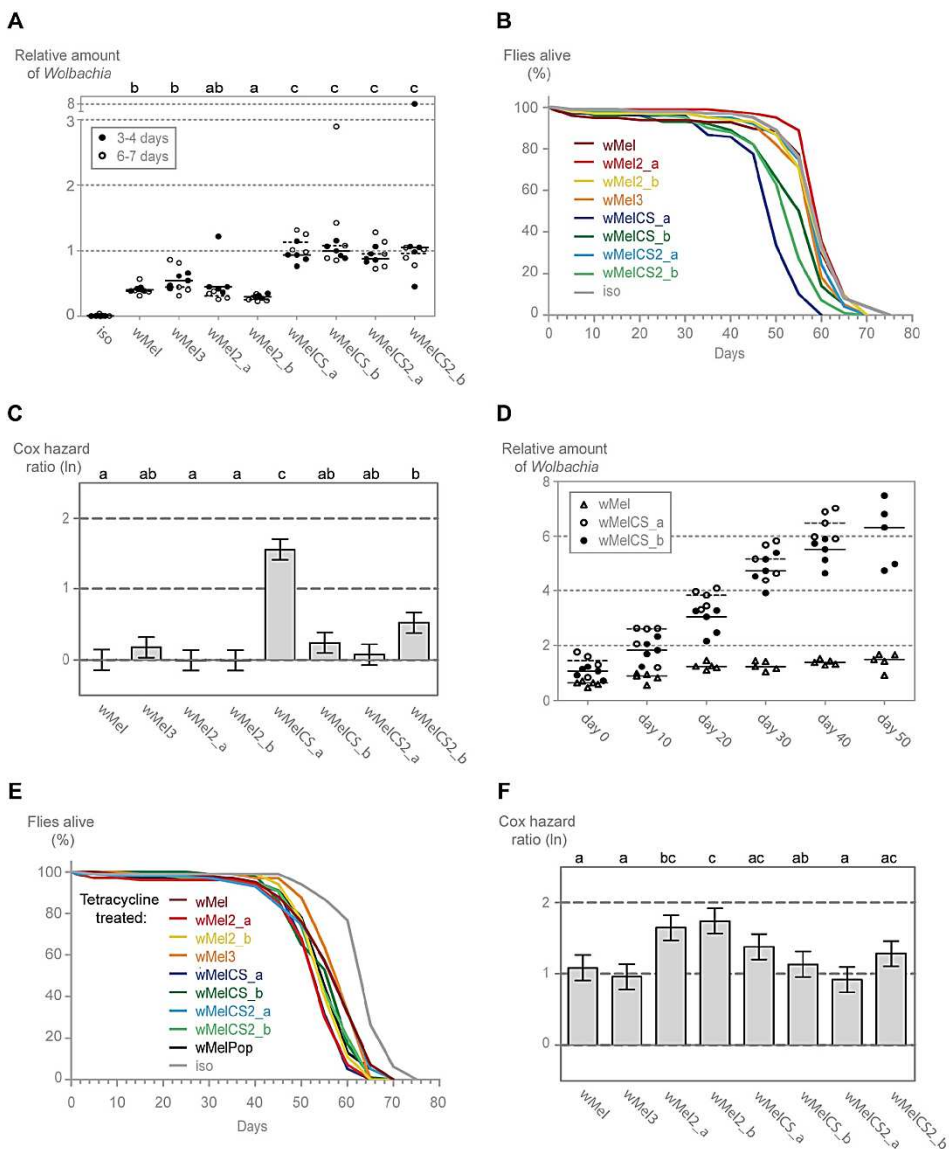 A
Relative amount
of Wolbachia
b b ab a c c c c
8
3
2
1
0
3-4 days
6-7 days
iso
wMel
wMel3
wMel2_a
wMel2_b
wMelCS_a
wMelCS_b
wMelCS2_a
wMelCS2_b
B
Flies alive
(%)
100
80
60
40
20
0
wMel
wMel2_a
wMel2_b
wMel3
wMelCS_a
wMelCS_b
wMelCS2_a
wMelCS2_b
iso
0 10 20 30 40 50 60 70 80
Days
C
Cox hazard
ratio (ln)
a ab a a c ab ab b
2
1
0
wMel
wMel3
wMel2_a
wMel2_b
wMelCS_a
wMelCS_b
wMelCS2_a
wMelCS2_b
D
Relative amount
of Wolbachia
8
6
4
2
0
wMel
wMelCS_a
wMelCS_b
day 0
day 10
day 20
day 30
day 40
day 50
E
Flies alive
(%)
100
80
60
40
20
0
Tetracycline
treated:
wMel
wMel2_a
wMel2_b
wMel3
wMelCS_a
wMelCS_b
wMelCS2_a
wMelCS2_b
wMelPop
iso
0 10 20 30 40 50 60 70 80
Days
F
Cox hazard
ratio (ln)
a a bc c ac ab a ac
2
1
0
wMel
wMel3
wMel2_a
wMel2_b
wMelCS_a
wMelCS_b
wMelCS2_a
wMelCS2_b